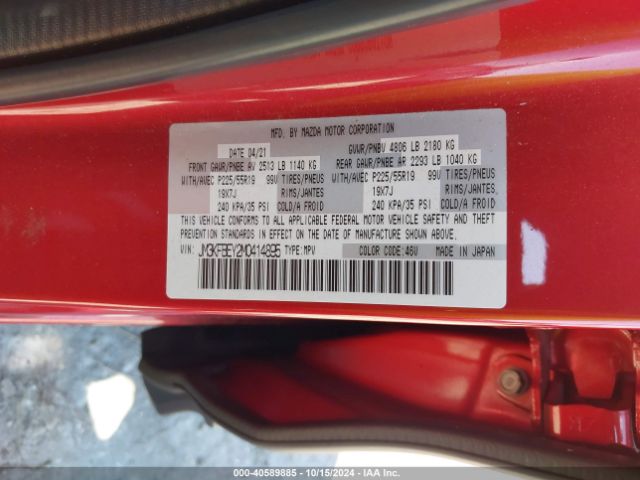 MFD. BY MAZDA MOTOR CORPORATION
DATE 04/21 GVWR/PNBV 4806 LB 2180 KG
FRONT GAWR/PNBE AV 2513 LB 1140 KG REAR GAWR/PNBE AR 2293 LB 1040 KG
WITH/AVEC P225/55R19 99V TIRES/PNEUS WITH/AVEC P225/55R19 99V TIRES/PNEUS
19X7J RIMS/JANTES 19X7J RIMS/JANTES
240 KPA/35 PSI COLD/A FROID 240 KPA/35 PSI COLD/A FROID
THIS VEHICLE CONFORMS TO ALL APPLICABLE FEDERAL MOTOR VEHICLE SAFETY AND THEFT
PREVENTION STANDARDS IN EFFECT ON THE DATE OF MANUFACTURE SHOWN ABOVE.
VIN: JM3KFBEY2M0414895 TYPE:MPV COLOR CODE:46V MADE IN JAPAN
000-40589885 - 10/15/2024 - IAA Inc.